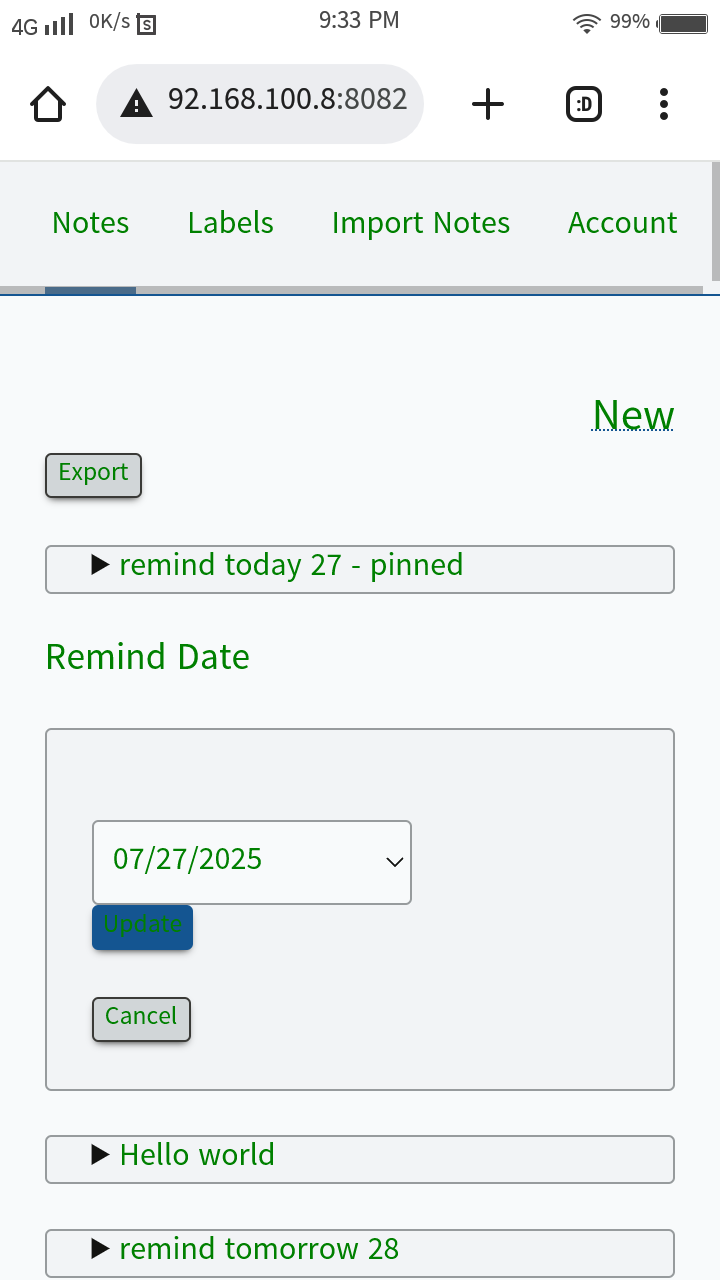 4G 0K/s S 9:33 PM 99%
92.168.100.8:8082 :D
Notes Labels Import Notes Account
New
Export
remind today 27 - pinned
Remind Date
07/27/2025
Update
Cancel
Hello world
remind tomorrow 28